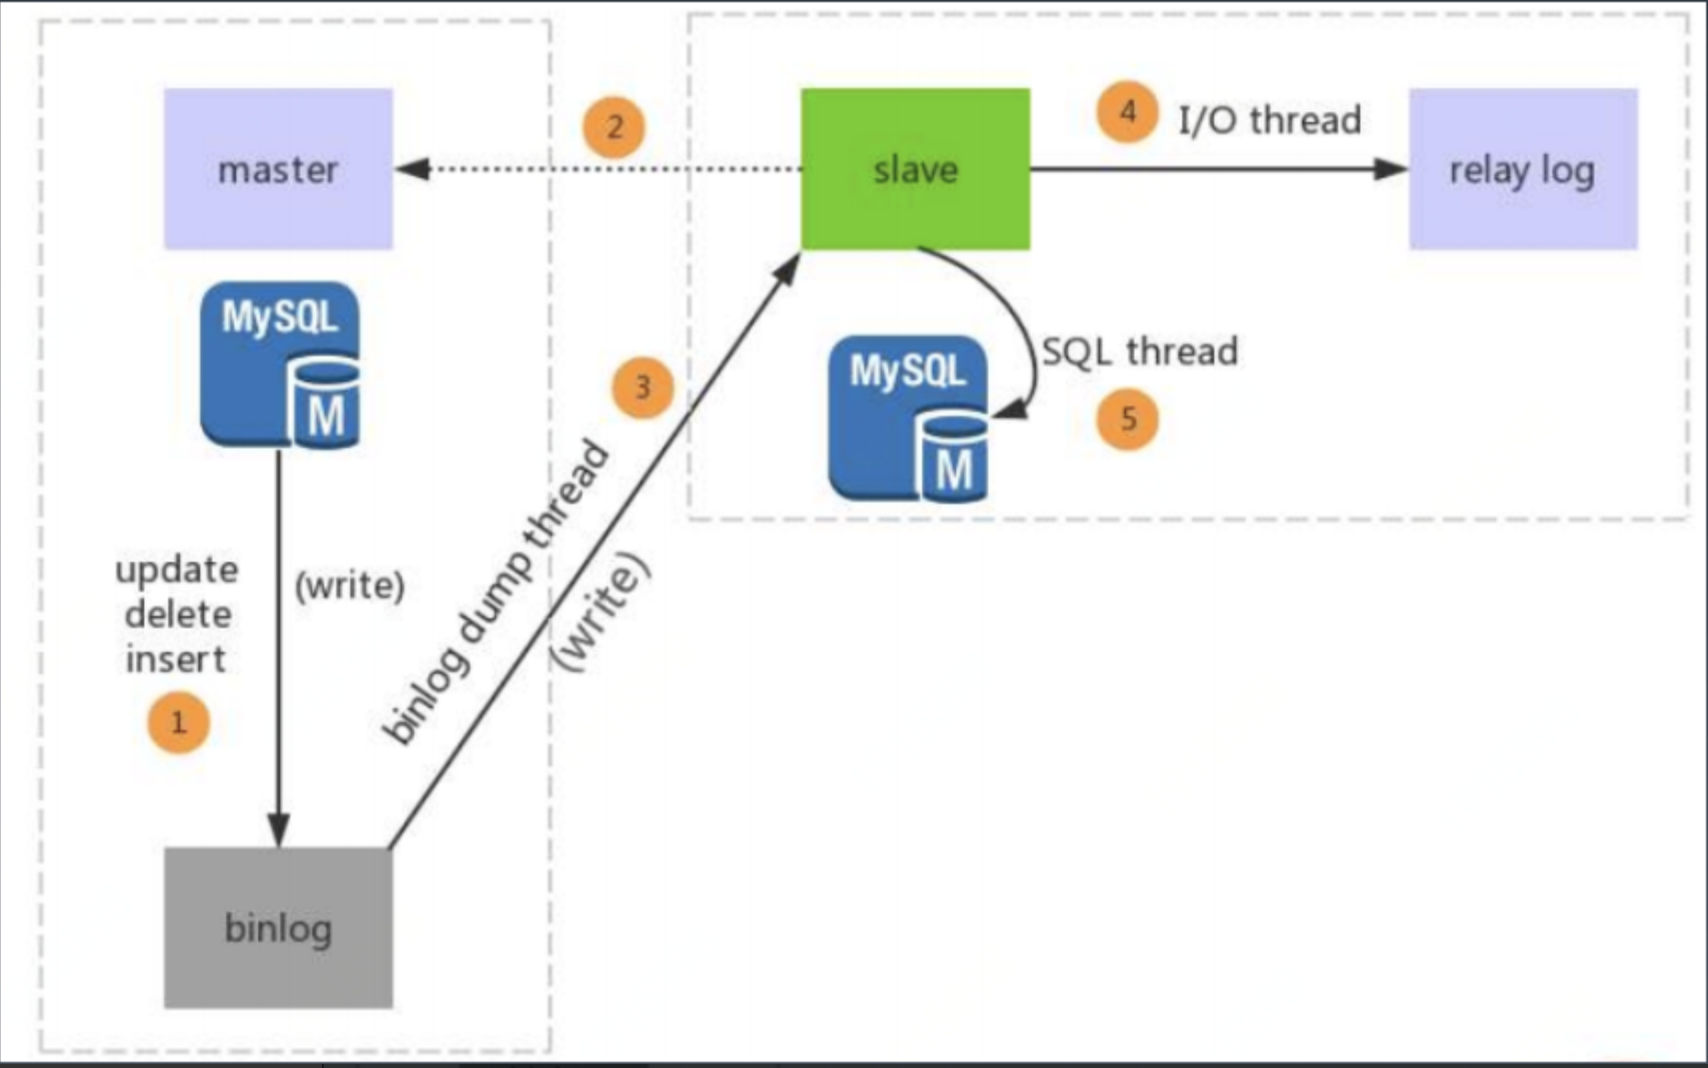 master
2
slave
4
I/O thread
relay log
MySQL
M
MySQL
M
SQL thread
5
3
binlog dump thread
(write)
update
delete
insert
(write)
1
binlog